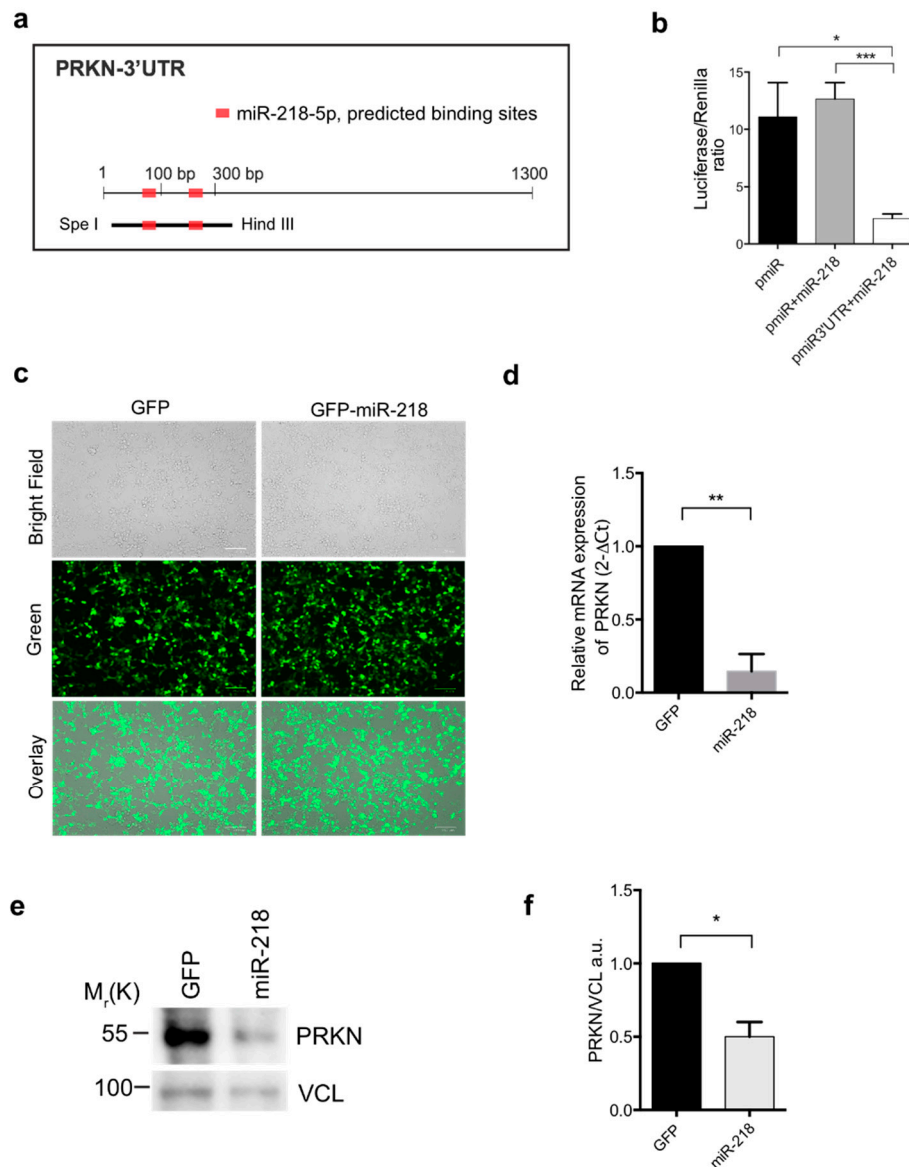 a
PRKN-3'UTR
miR-218-5p, predicted binding sites
1 100 bp 300 bp 1300
Spe I Hind III
b
* 
***
Luciferase/Renilla
ratio
15
10
5
0
pmiR
pmiR+miR-218
pmiR3'UTR+miR-218
c
GFP GFP-miR-218
Bright Field
Green
Overlay
d
Relative mRNA expression
of PRKN (2-ΔCt)
1.5
1.0
0.5
0.0
**
GFP
miR-218
e
GFP
miR-218
Mr(K)
55 PRKN
100 VCL
f
PRKN/VCL a.u.
1.5
1.0
0.5
0.0
*
GFP
miR-218